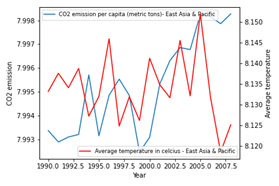 CO2 emission per capita (metric tons)- East Asia & Pacific
7.998
7.997
7.996
7.995
7.994
7.993
CO2 emission
8.150
8.145
8.140
8.135
8.130
8.125
8.120
Average temperature
Average temperature in celcius - East Asia & Pacific
1990.0 1992.5 1995.0 1997.5 2000.0 2002.5 2005.0 2007.5
Year